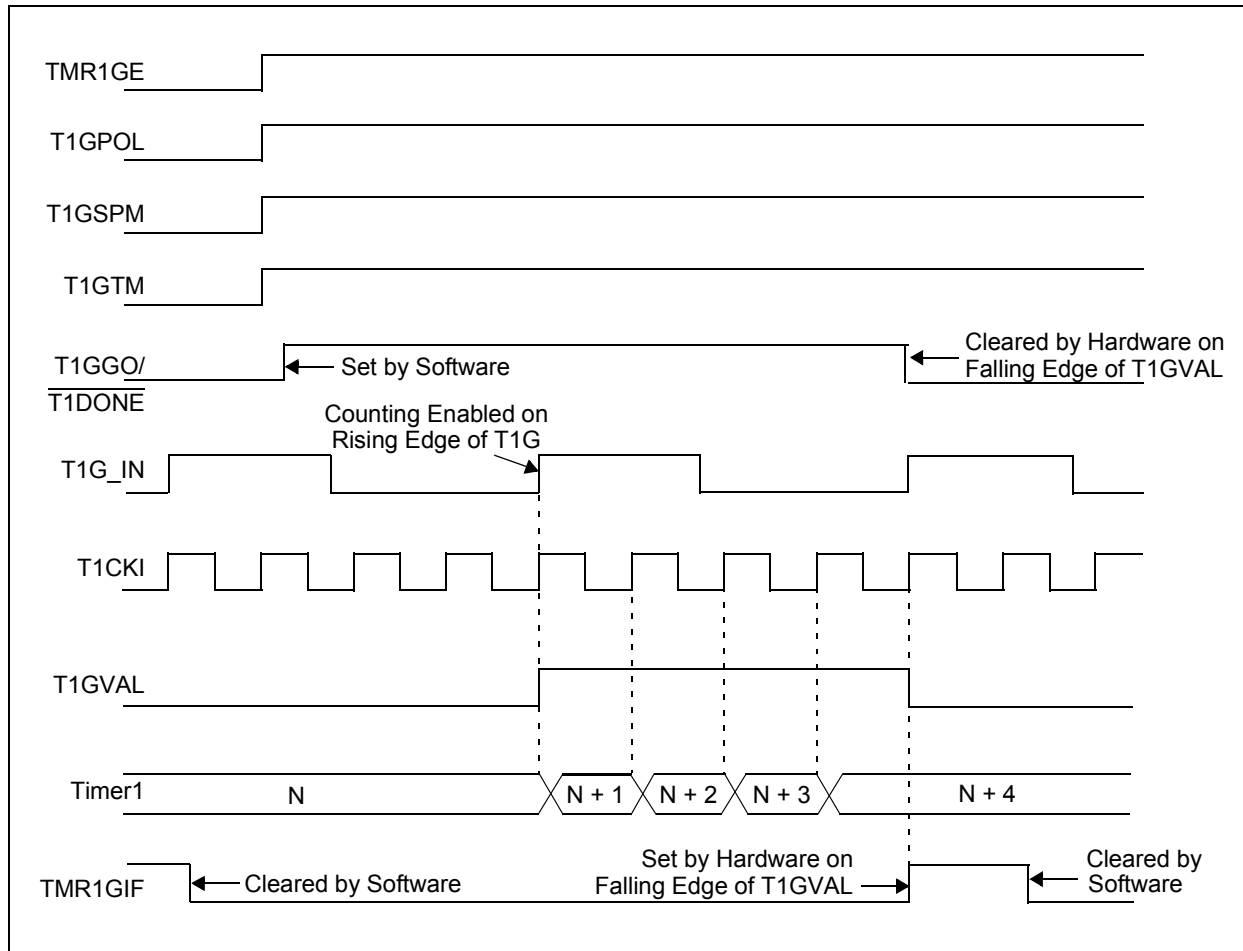 TMR1GE
T1GPOL
T1GSPM
T1GTM
T1GGO/
T1DONE
Set by Software
Cleared by Hardware on
Falling Edge of T1GVAL
Counting Enabled on
Rising Edge of T1G
T1G_IN
T1CKI
T1GVAL
Timer1
N
N + 1
N + 2
N + 3
N + 4
TMR1GIF
Cleared by Software
Set by Hardware on
Falling Edge of T1GVAL
Cleared by
Software